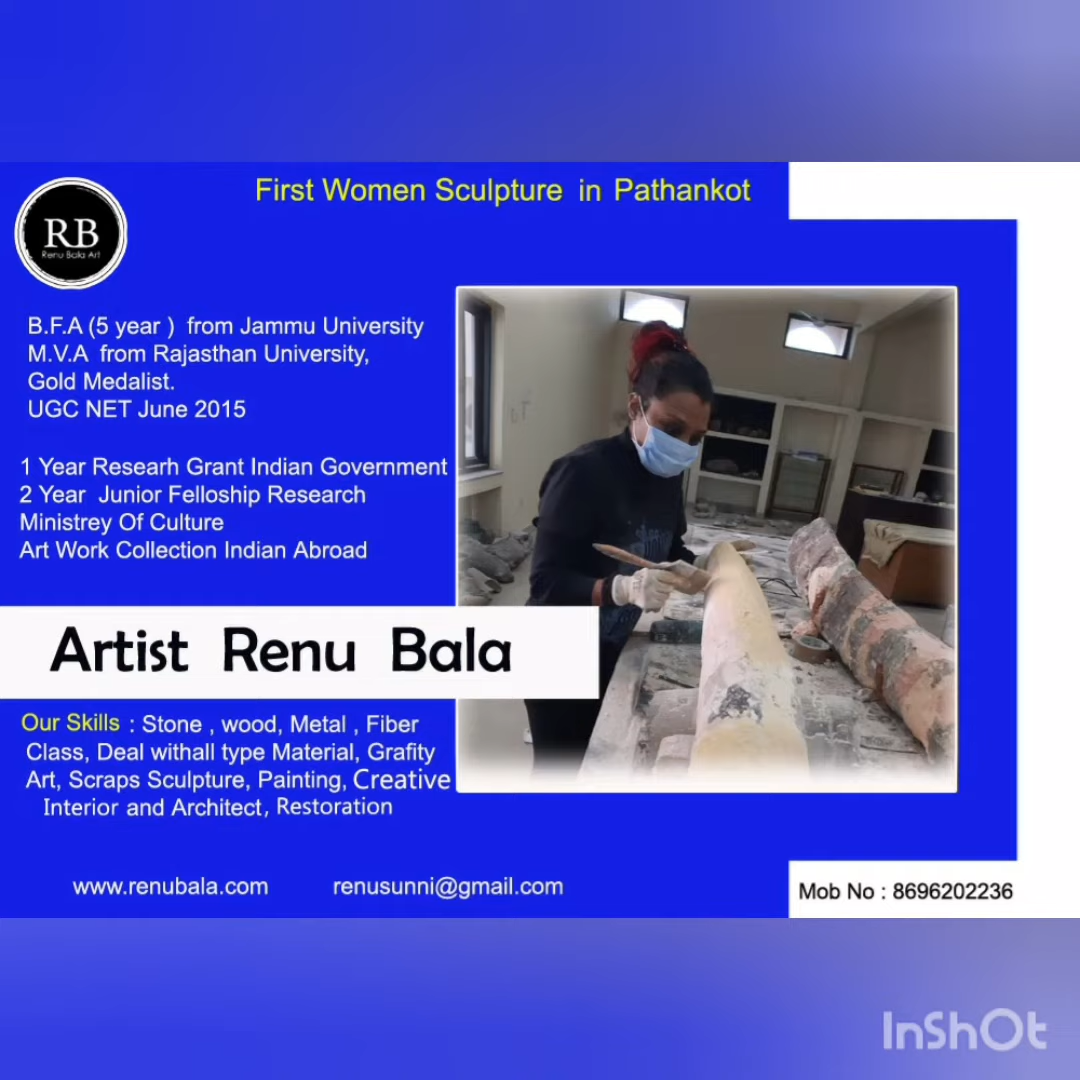 First Women Sculpture in Pathankot
RB
Renu Bala Art
B.F.A (5 year ) from Jammu University
M.V.A from Rajasthan University,
Gold Medalist.
UGC NET June 2015
1 Year Researh Grant Indian Government
2 Year Junior Felloship Research
Ministrey Of Culture
Art Work Collection Indian Abroad
Artist Renu Bala
Our Skills : Stone , wood, Metal , Fiber
Class, Deal withall type Material, Grafity
Art, Scraps Sculpture, Painting, Creative
Interior and Architect, Restoration
www.renubala.com renusunni@gmail.com
Mob No : 8696202236
InShOt